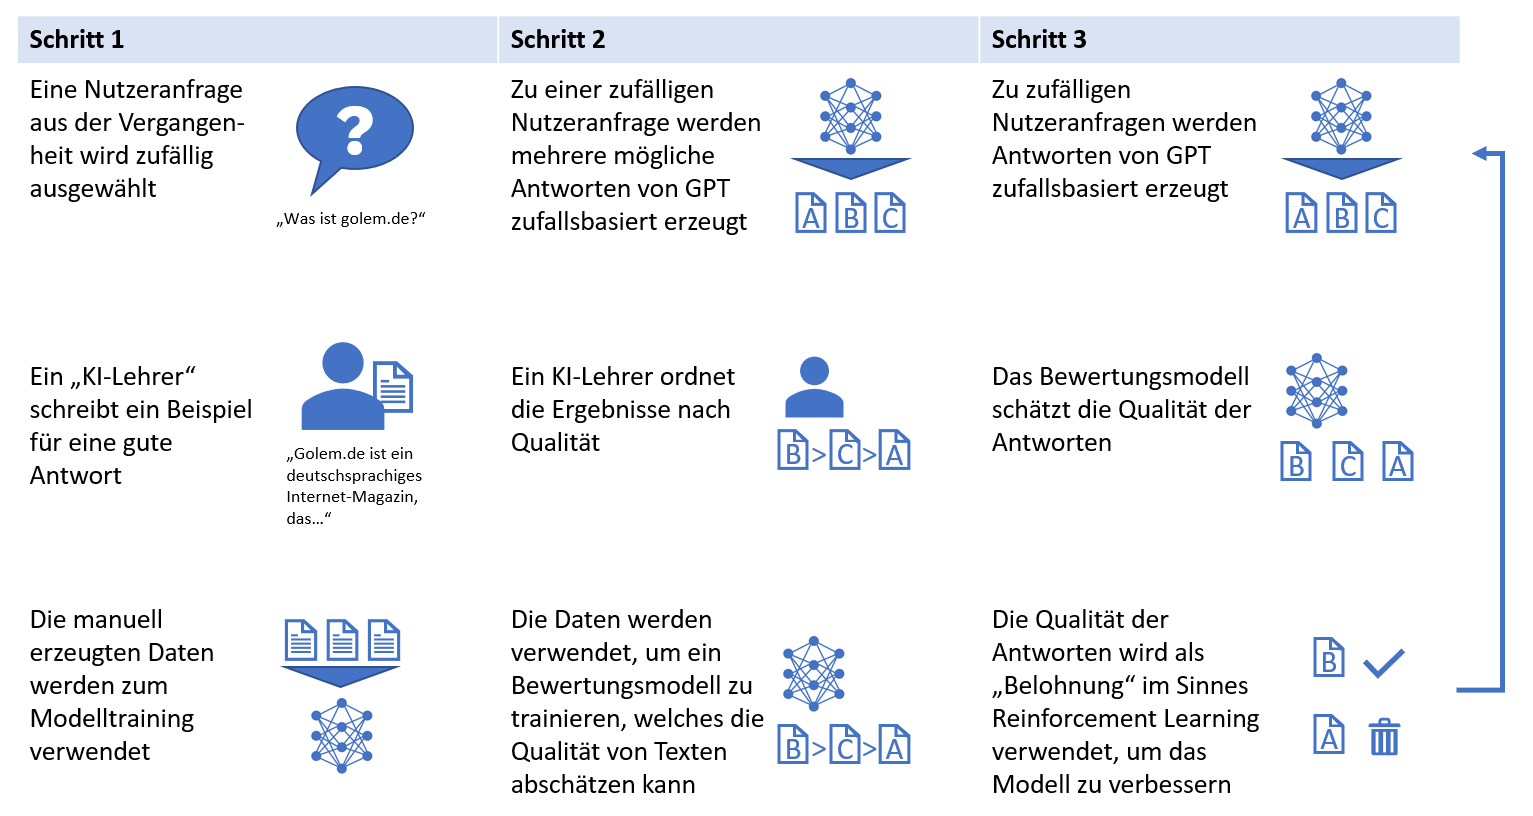 Schritt 1
Eine Nutzeranfrage
aus der Vergangen-
heit wird zufällig
ausgewählt
?
„Was ist golem.de?“
Ein „KI-Lehrer“
schreibt ein Beispiel
für eine gute
Antwort
„Golem.de ist ein
deutschsprachiges
Internet-Magazin,
das…“
Die manuell
erzeugten Daten
werden zum
Modelltraining
verwendet
Schritt 2
Zu einer zufälligen
Nutzeranfrage werden
mehrere mögliche
Antworten von GPT
zufallsbasiert erzeugt
A B C
Ein KI-Lehrer ordnet
die Ergebnisse nach
Qualität
B>C>A
Die Daten werden
verwendet, um ein
Bewertungsmodell zu
trainieren, welches die
Qualität von Texten
abschätzen kann
B>C>A
Schritt 3
Zu zufälligen
Nutzeranfragen werden
Antworten von GPT
zufallsbasiert erzeugt
A B C
Das Bewertungsmodell
schätzt die Qualität der
Antworten
B C A
Die Qualität der
Antworten wird als
„Belohnung“ im Sinnes
Reinforcement Learning
verwendet, um das
Modell zu verbessern
B
A